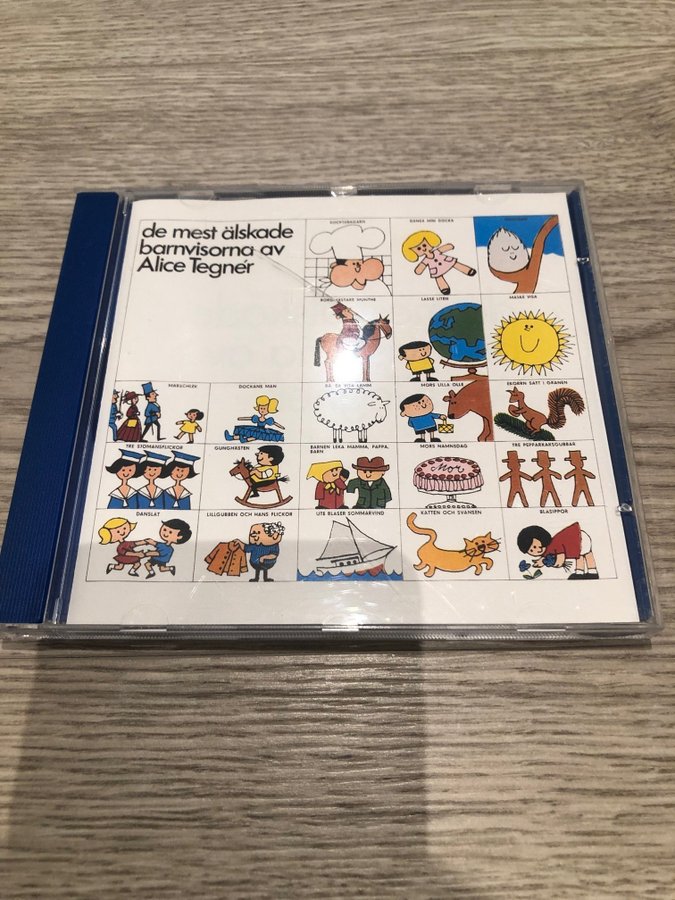 de mest älskade
barnvisorna av
Alice Tegnér
SOCKERBAGARN
DANSA MIN DOCKA
BORGMÄSTARE MUNTHE
LASSE LITEN
MASKE VISA
MARSCHLEK
DOCKANS MAN
BÄ, BÄ VITA LAMM
MORS LILLA OLLE
EKORRN SATT I GRANEN
TRE SJÖMANSFLICKOR
GUNGHÄSTEN
BARNEN LEKA MAMMA, PAPPA,
BARN
MORS NAMNSDAG
TRE PEPPARKAKSGUBBAR
Mor
DANSLÅT
LILLGUBBEN OCH HANS FLICKOR
UTE BLÅSER SOMMARVIND
KATTEN OCH SVANSEN
BLÅSIPPOR